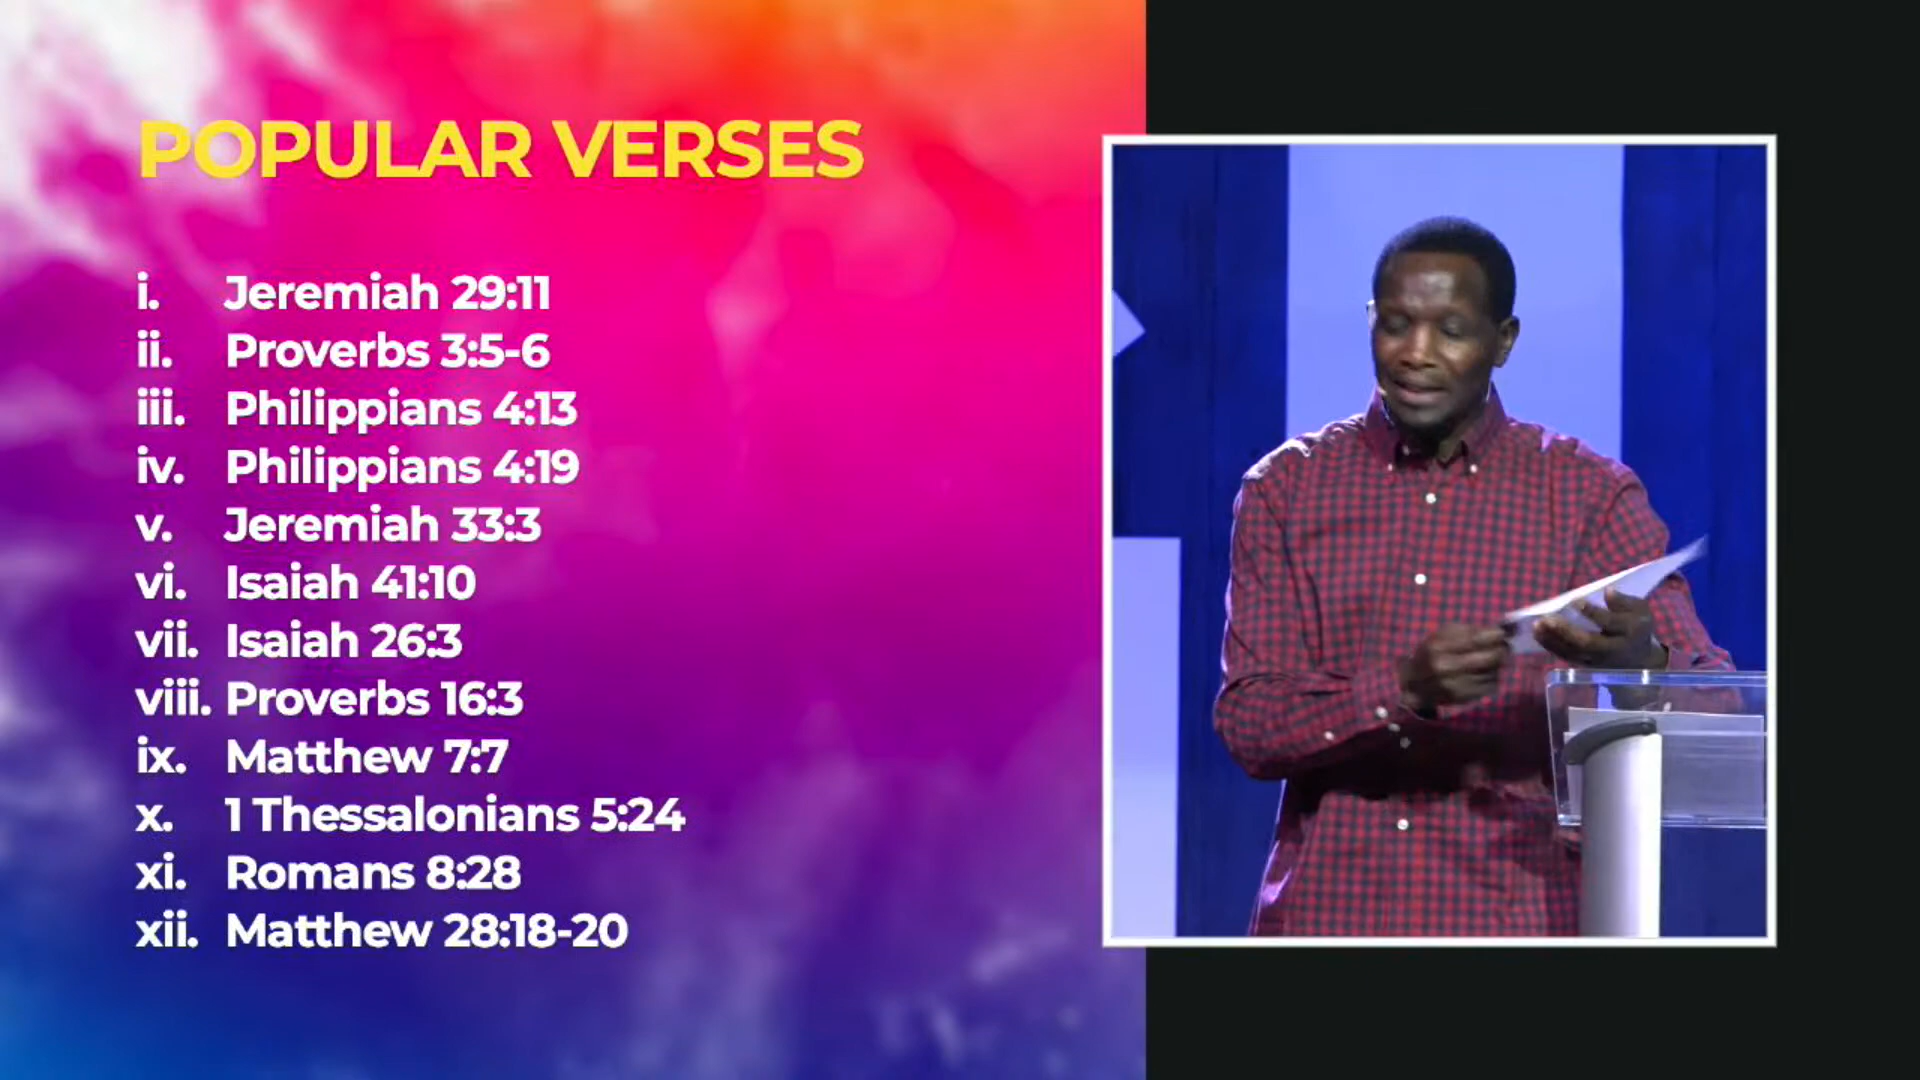 POPULAR VERSES
i. Jeremiah 29:11
ii. Proverbs 3:5-6
iii. Philippians 4:13
iv. Philippians 4:19
v. Jeremiah 33:3
vi. Isaiah 41:10
vii. Isaiah 26:3
viii. Proverbs 16:3
ix. Matthew 7:7
x. 1 Thessalonians 5:24
xi. Romans 8:28
xii. Matthew 28:18-20